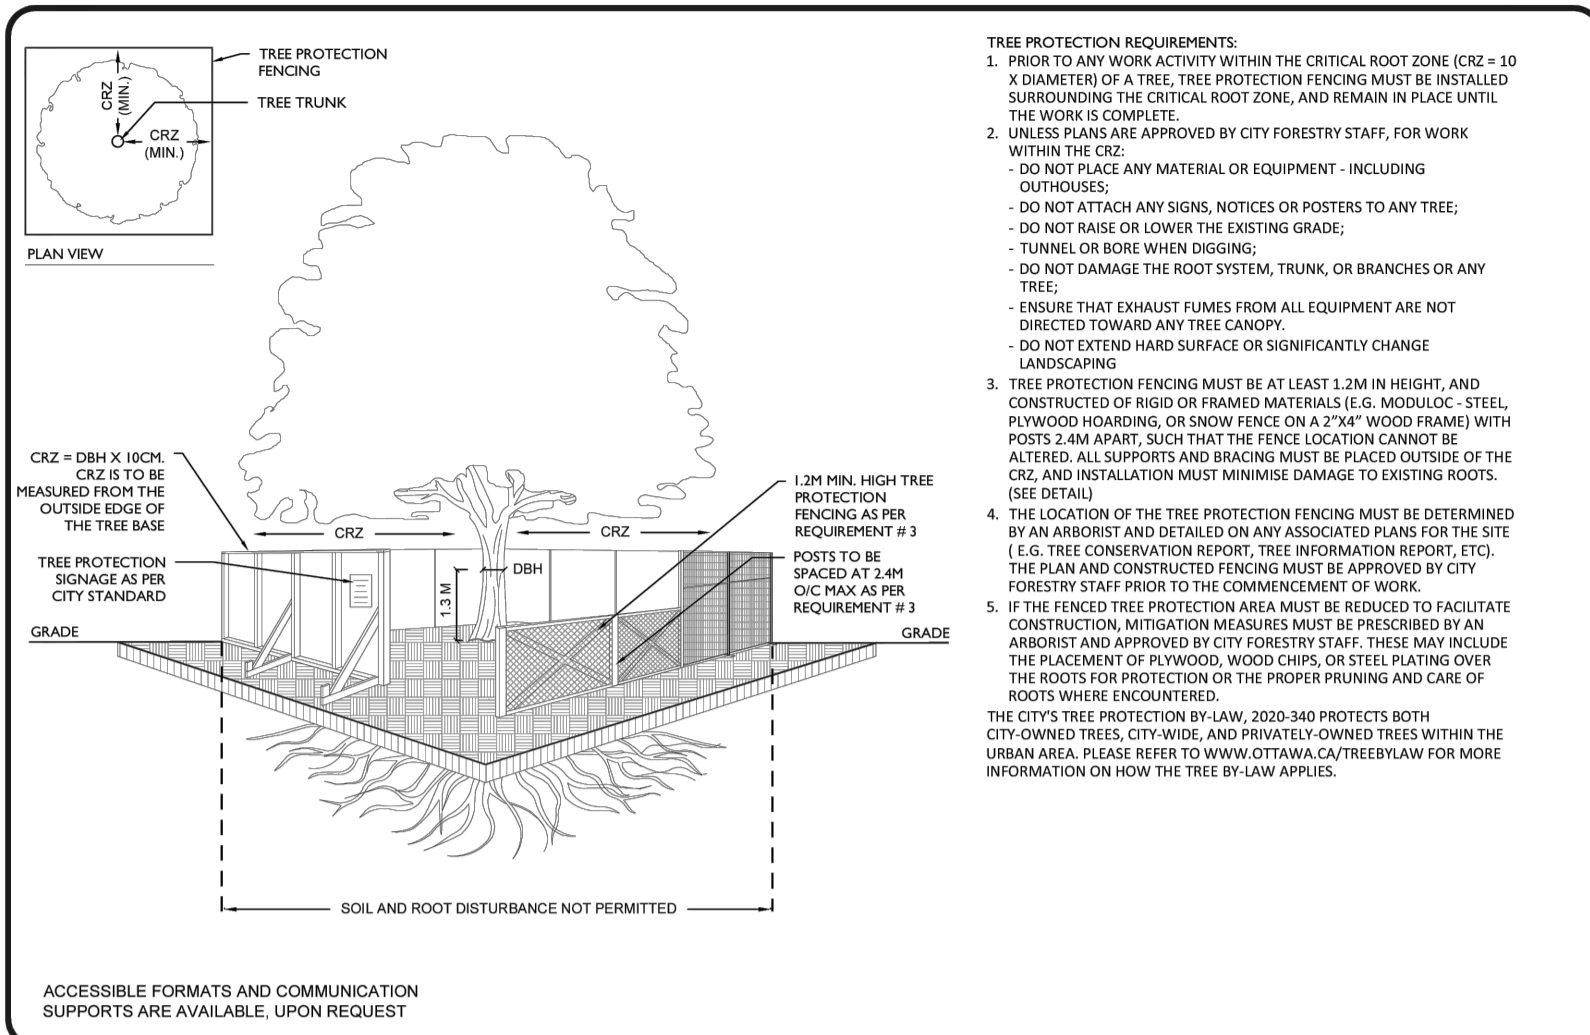 TREE PROTECTION
FENCING
TREE TRUNK
CRZ
(MIN.)
CRZ
(MIN.)
PLAN VIEW
CRZ = DBH X 10CM.
CRZ IS TO BE
MEASURED FROM THE
OUTSIDE EDGE OF
THE TREE BASE
TREE PROTECTION
SIGNAGE AS PER
CITY STANDARD
GRADE
CRZ
CRZ
DBH
1.3 M
1.2M MIN. HIGH TREE
PROTECTION
FENCING AS PER
REQUIREMENT # 3
POSTS TO BE
SPACED AT 2.4M
O/C MAX AS PER
REQUIREMENT # 3
GRADE
SOIL AND ROOT DISTURBANCE NOT PERMITTED
ACCESSIBLE FORMATS AND COMMUNICATION
SUPPORTS ARE AVAILABLE, UPON REQUEST
TREE PROTECTION REQUIREMENTS:
1. PRIOR TO ANY WORK ACTIVITY WITHIN THE CRITICAL ROOT ZONE (CRZ = 10
X DIAMETER) OF A TREE, TREE PROTECTION FENCING MUST BE INSTALLED
SURROUNDING THE CRITICAL ROOT ZONE, AND REMAIN IN PLACE UNTIL
THE WORK IS COMPLETE.
2. UNLESS PLANS ARE APPROVED BY CITY FORESTRY STAFF, FOR WORK
WITHIN THE CRZ:
- DO NOT PLACE ANY MATERIAL OR EQUIPMENT - INCLUDING
OUTHOUSES;
- DO NOT ATTACH ANY SIGNS, NOTICES OR POSTERS TO ANY TREE;
- DO NOT RAISE OR LOWER THE EXISTING GRADE;
- TUNNEL OR BORE WHEN DIGGING;
- DO NOT DAMAGE THE ROOT SYSTEM, TRUNK, OR BRANCHES OR ANY
TREE;
- ENSURE THAT EXHAUST FUMES FROM ALL EQUIPMENT ARE NOT
DIRECTED TOWARD ANY TREE CANOPY.
- DO NOT EXTEND HARD SURFACE OR SIGNIFICANTLY CHANGE
LANDSCAPING
3. TREE PROTECTION FENCING MUST BE AT LEAST 1.2M IN HEIGHT, AND
CONSTRUCTED OF RIGID OR FRAMED MATERIALS (E.G. MODULOC - STEEL,
PLYWOOD HOARDING, OR SNOW FENCE ON A 2”X4” WOOD FRAME) WITH
POSTS 2.4M APART, SUCH THAT THE FENCE LOCATION CANNOT BE
ALTERED. ALL SUPPORTS AND BRACING MUST BE PLACED OUTSIDE OF THE
CRZ, AND INSTALLATION MUST MINIMISE DAMAGE TO EXISTING ROOTS.
(SEE DETAIL)
4. THE LOCATION OF THE TREE PROTECTION FENCING MUST BE DETERMINED
BY AN ARBORIST AND DETAILED ON ANY ASSOCIATED PLANS FOR THE SITE
( E.G. TREE CONSERVATION REPORT, TREE INFORMATION REPORT, ETC).
THE PLAN AND CONSTRUCTED FENCING MUST BE APPROVED BY CITY
FORESTRY STAFF PRIOR TO THE COMMENCEMENT OF WORK.
5. IF THE FENCED TREE PROTECTION AREA MUST BE REDUCED TO FACILITATE
CONSTRUCTION, MITIGATION MEASURES MUST BE PRESCRIBED BY AN
ARBORIST AND APPROVED BY CITY FORESTRY STAFF. THESE MAY INCLUDE
THE PLACEMENT OF PLYWOOD, WOOD CHIPS, OR STEEL PLATING OVER
THE ROOTS FOR PROTECTION OR THE PROPER PRUNING AND CARE OF
ROOTS WHERE ENCOUNTERED.
THE CITY'S TREE PROTECTION BY-LAW, 2020-340 PROTECTS BOTH
CITY-OWNED TREES, CITY-WIDE, AND PRIVATELY-OWNED TREES WITHIN THE
URBAN AREA. PLEASE REFER TO WWW.OTTAWA.CA/TREEBYLAW FOR MORE
INFORMATION ON HOW THE TREE BY-LAW APPLIES.